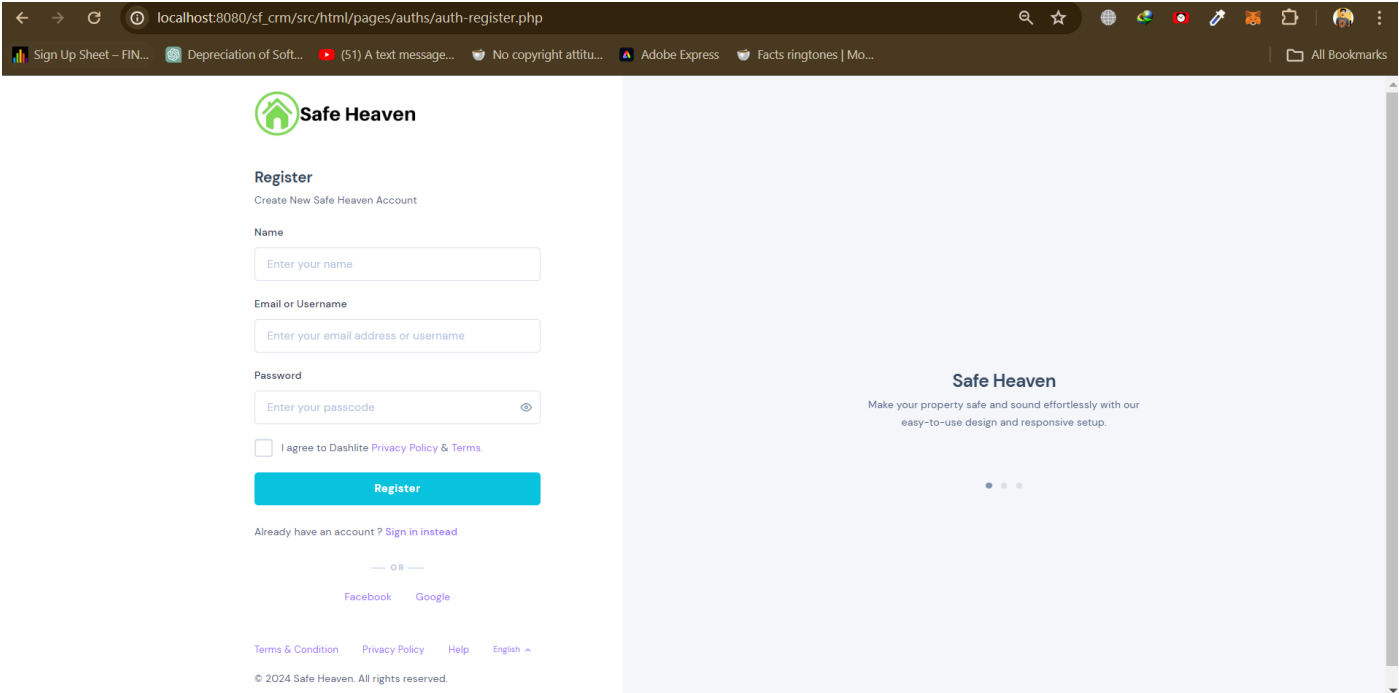 localhost:8080/sf_crm/src/html/pages/auths/auth-register.php
Sign Up Sheet – FIN... Depreciation of Soft... (51) A text message... No copyright attitu... Adobe Express Facts ringtones | Mo... All Bookmarks
Safe Heaven
Register
Create New Safe Heaven Account
Name
Enter your name
Email or Username
Enter your email address or username
Password
Enter your passcode
I agree to Dashlite Privacy Policy & Terms.
Register
Already have an account ? Sign in instead
OR
Facebook Google
Terms & Condition Privacy Policy Help English
© 2024 Safe Heaven. All rights reserved.
Safe Heaven
Make your property safe and sound effortlessly with our
easy-to-use design and responsive setup.